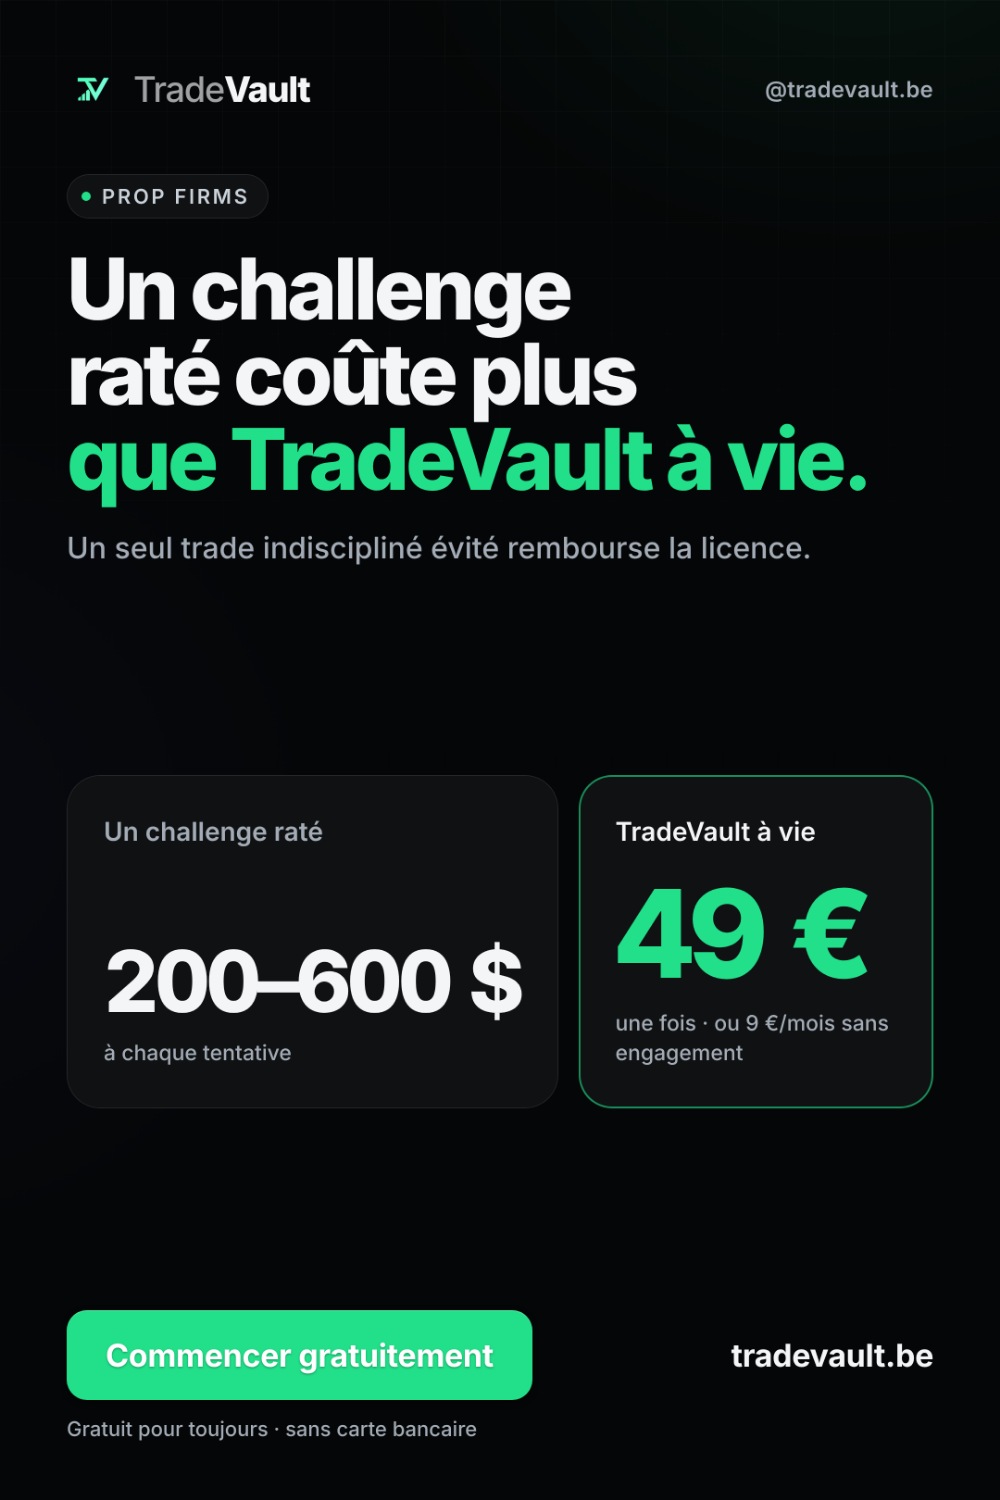 TradeVault
@tradevault.be
PROP FIRMS
Un challenge
raté coûte plus
que TradeVault à vie.
Un seul trade indiscipliné évité rembourse la licence.
Un challenge raté
200–600 $
à chaque tentative
TradeVault à vie
49 €
une fois · ou 9 €/mois sans
engagement
Commencer gratuitement
tradevault.be
Gratuit pour toujours · sans carte bancaire